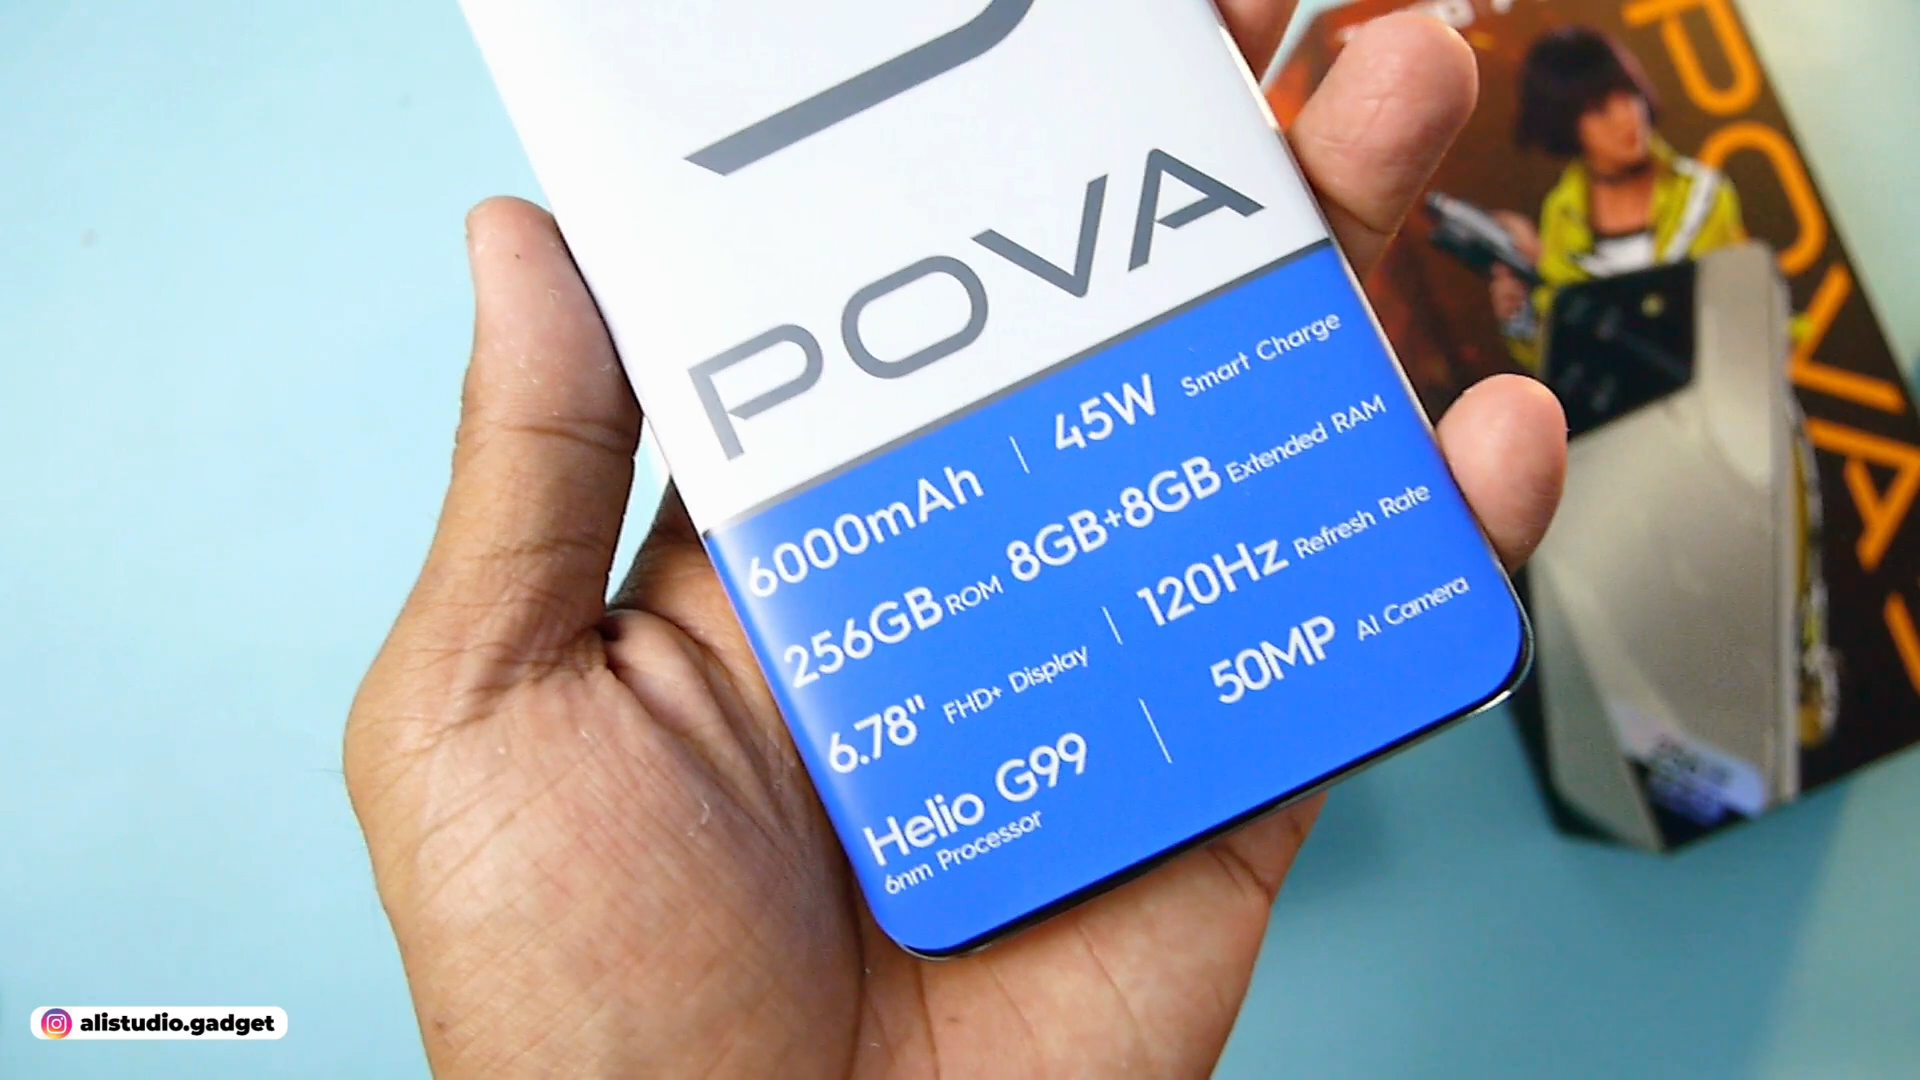 POVA
6000mAh | 45W Smart Charge
256GB ROM 8GB+8GB Extended RAM
6.78" FHD+ Display | 120Hz Refresh Rate
Helio G99 | 50MP AI Camera
6nm Processor
POVA
alistudio.gadget